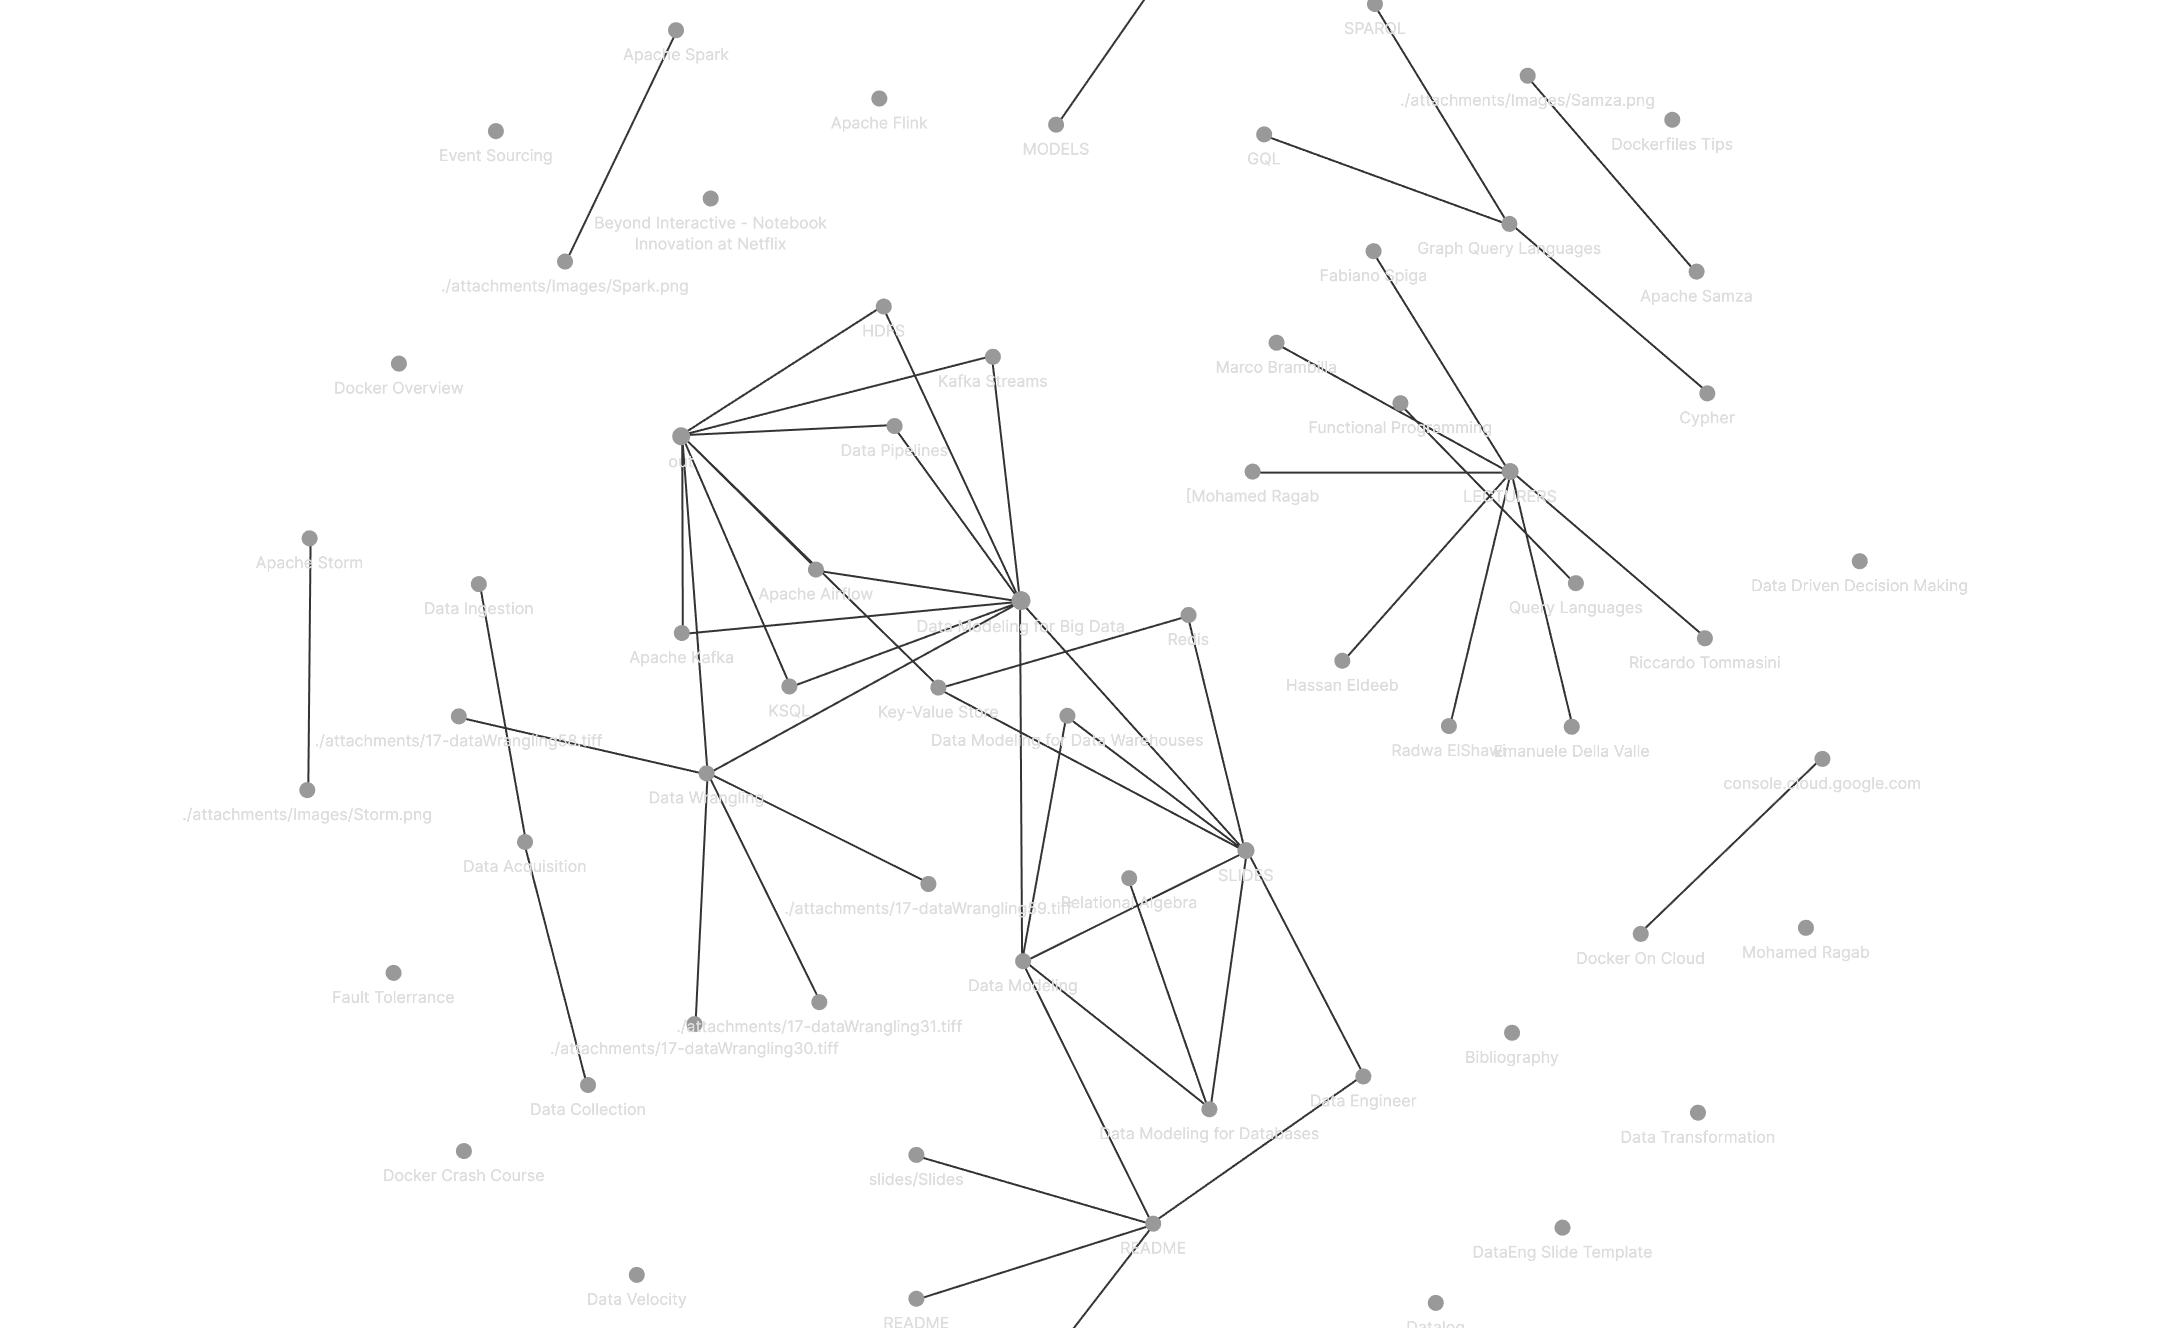 SPARQL
Apache Spark
./attachments/Images/Samza.png
Apache Flink
Dockerfiles Tips
MODELS
Event Sourcing
GQL
Beyond Interactive - Notebook
Innovation at Netflix
Graph Query Languages
Fabiano Spiga
./attachments/Images/Spark.png
Apache Samza
HDFS
Marco Brambilla
Kafka Streams
Docker Overview
Cypher
Functional Programming
Data Pipelines
out
[Mohamed Ragab
LECTURERS
Apache Storm
Data Driven Decision Making
Apache Airflow
Data Ingestion
Query Languages
Data Modeling for Big Data
Redis
Apache Kafka
Riccardo Tommasini
Hassan Eldeeb
KSQL
Key-Value Store
./attachments/17-dataWrangling58.tiff
Data Modeling for Data Warehouses
Radwa ElShawi
Emanuele Della Valle
console.cloud.google.com
Data Wrangling
./attachments/Images/Storm.png
Data Acquisition
SLIDES
Relational Algebra
./attachments/17-dataWrangling59.tiff
Mohamed Ragab
Docker On Cloud
Data Modeling
Fault Tolerrance
./attachments/17-dataWrangling31.tiff
./attachments/17-dataWrangling30.tiff
Bibliography
Data Engineer
Data Collection
Data Modeling for Databases
Data Transformation
Docker Crash Course
slides/Slides
README
DataEng Slide Template
Data Velocity
README
Datalog